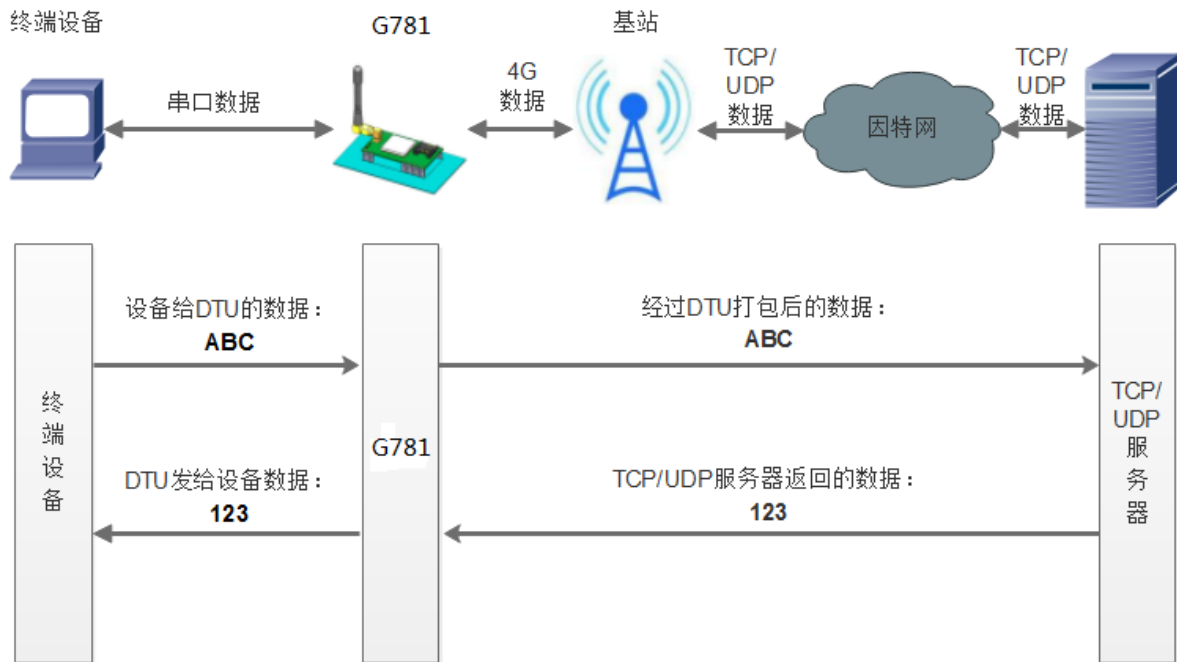 终端设备
G781
基站
串口数据
4G
数据
TCP/
UDP
数据
因特网
TCP/
UDP
数据
设备给DTU的数据：
ABC
经过DTU打包后的数据：
ABC
终
端
设
备
G781
TCP/
UDP
服
务
器
DTU发给设备数据：
123
TCP/UDP服务器返回的数据：
123